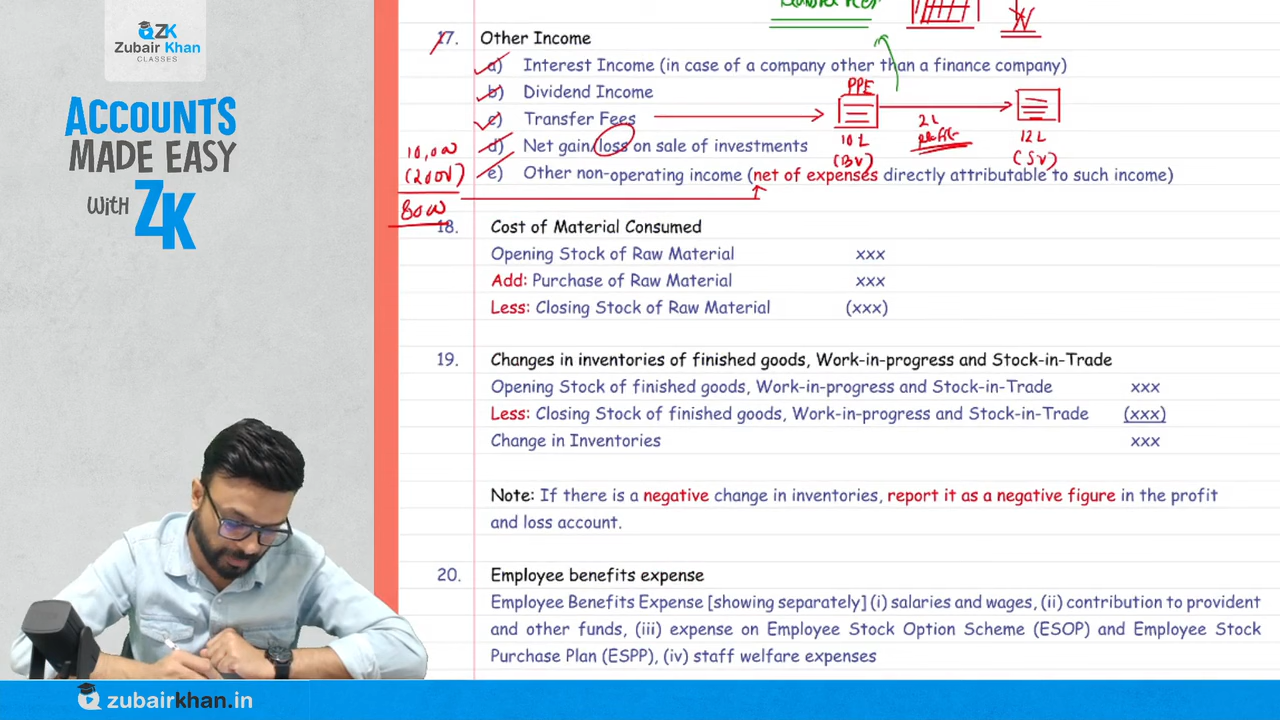 ZK
Zubair Khan
CLASSES
ACCOUNTS
MADE EASY
WITH ZK
17. Other Income
a) Interest Income (in case of a company other than a finance company)
PPE
b) Dividend Income
c) Transfer Fees
2L
10L
12L
d) Net gain/loss on sale of investments
(BV)
(SV)
e) Other non-operating income (net of expenses directly attributable to such income)
18. Cost of Material Consumed
Opening Stock of Raw Material xxx
Add: Purchase of Raw Material xxx
Less: Closing Stock of Raw Material (xxx)
19. Changes in inventories of finished goods, Work-in-progress and Stock-in-Trade
Opening Stock of finished goods, Work-in-progress and Stock-in-Trade xxx
Less: Closing Stock of finished goods, Work-in-progress and Stock-in-Trade (xxx)
Change in Inventories xxx
Note: If there is a negative change in inventories, report it as a negative figure in the profit
and loss account.
20. Employee benefits expense
Employee Benefits Expense [showing separately] (i) salaries and wages, (ii) contribution to provident
and other funds, (iii) expense on Employee Stock Option Scheme (ESOP) and Employee Stock
Purchase Plan (ESPP), (iv) staff welfare expenses
zubairkhan.in